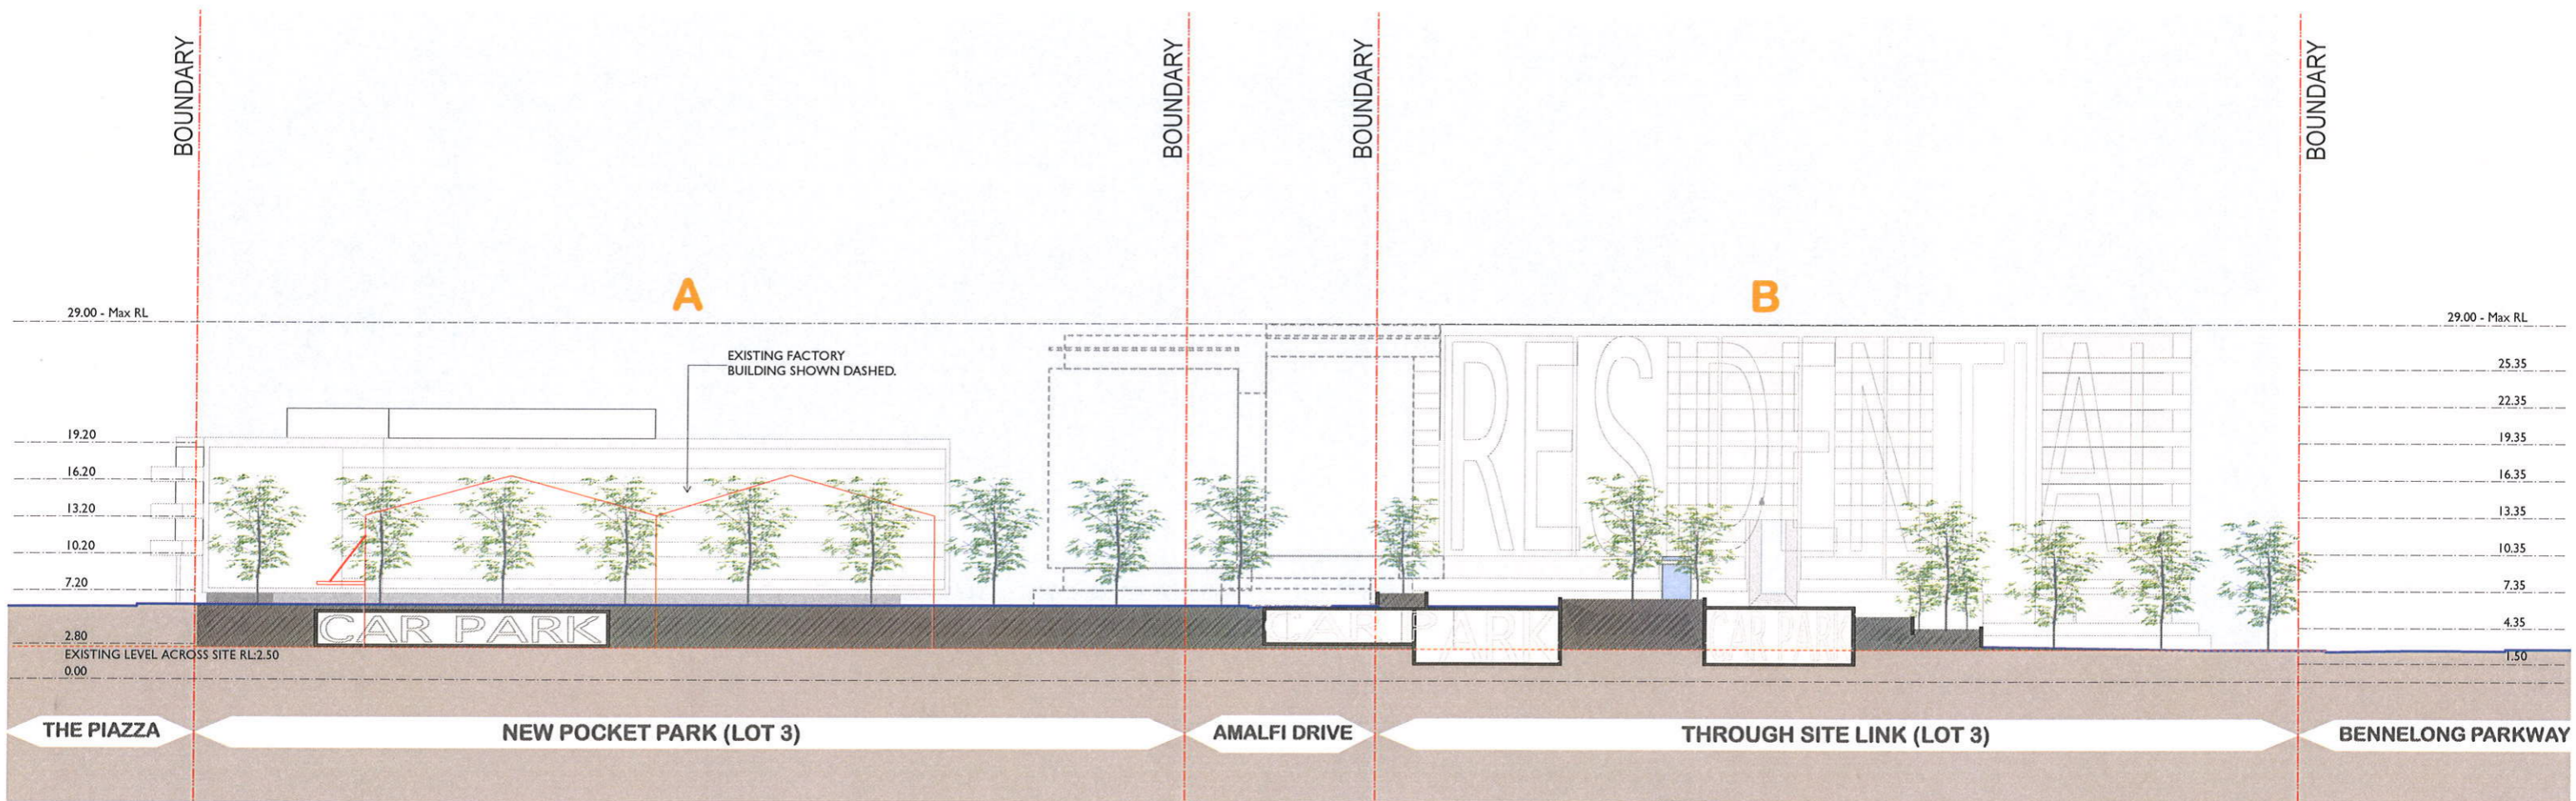 BOUNDARY
BOUNDARY
BOUNDARY
BOUNDARY
A
B
29.00 - Max RL
29.00 - Max RL
EXISTING FACTORY
BUILDING SHOWN DASHED.
RESIDENTIAL
25.35
22.35
19.35
16.35
13.35
10.35
7.35
4.35
1.50
19.20
16.20
13.20
10.20
7.20
2.80
EXISTING LEVEL ACROSS SITE RL:2.50
0.00
CAR PARK
CAR PARK
CAR PARK
THE PIAZZA
NEW POCKET PARK (LOT 3)
AMALFI DRIVE
THROUGH SITE LINK (LOT 3)
BENNELONG PARKWAY